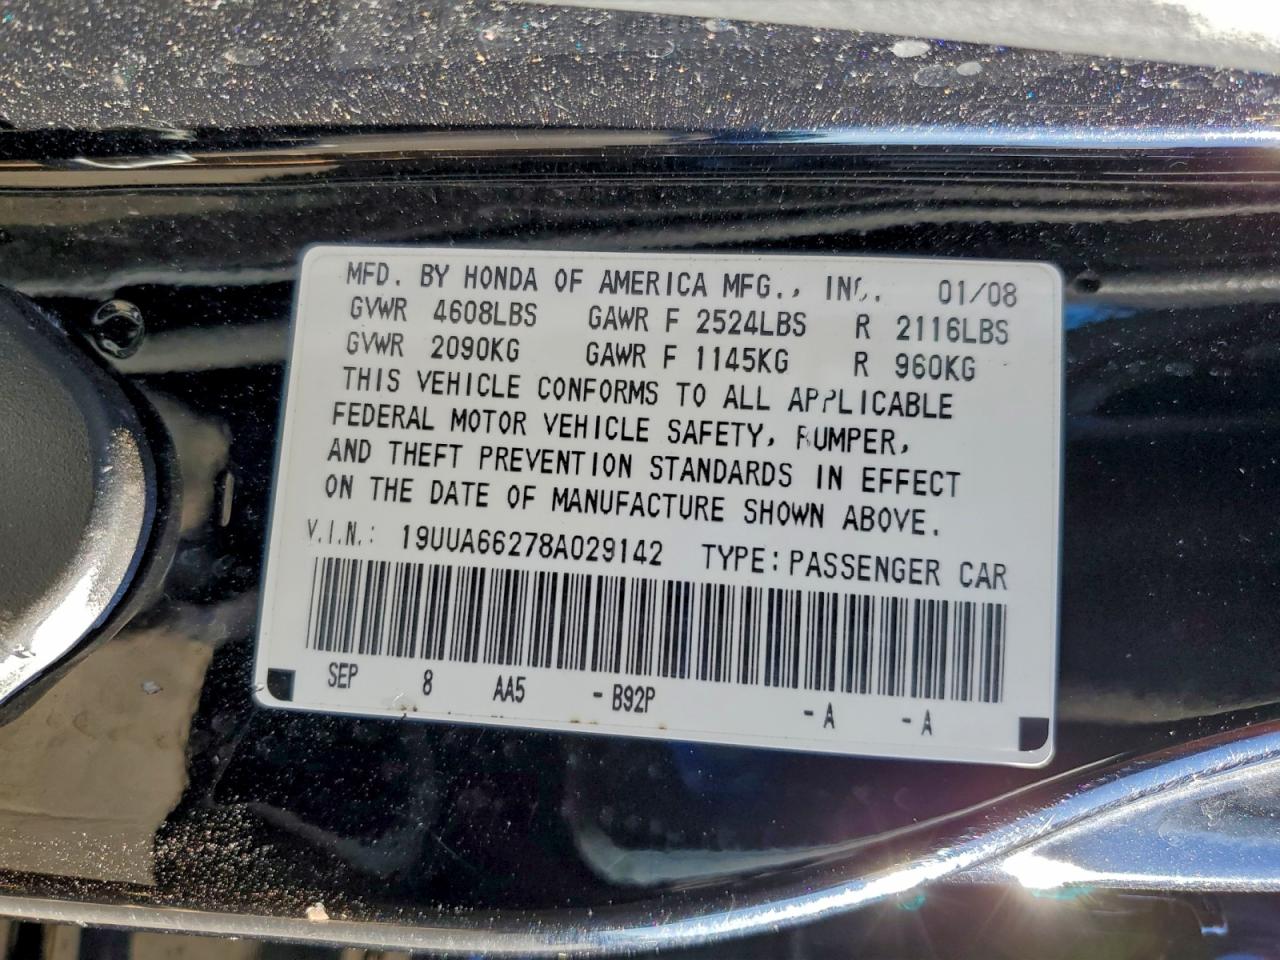 MFD. BY HONDA OF AMERICA MFG., INC. 01/08
GVWR 4608LBS GAWR F 2524LBS R 2116LBS
GVWR 2090KG GAWR F 1145KG R 960KG
THIS VEHICLE CONFORMS TO ALL APPLICABLE
FEDERAL MOTOR VEHICLE SAFETY, BUMPER,
AND THEFT PREVENTION STANDARDS IN EFFECT
ON THE DATE OF MANUFACTURE SHOWN ABOVE.
V.I.N.: 19UUA66278A029142 TYPE: PASSENGER CAR
SEP 8 AA5 - B92P - A - A